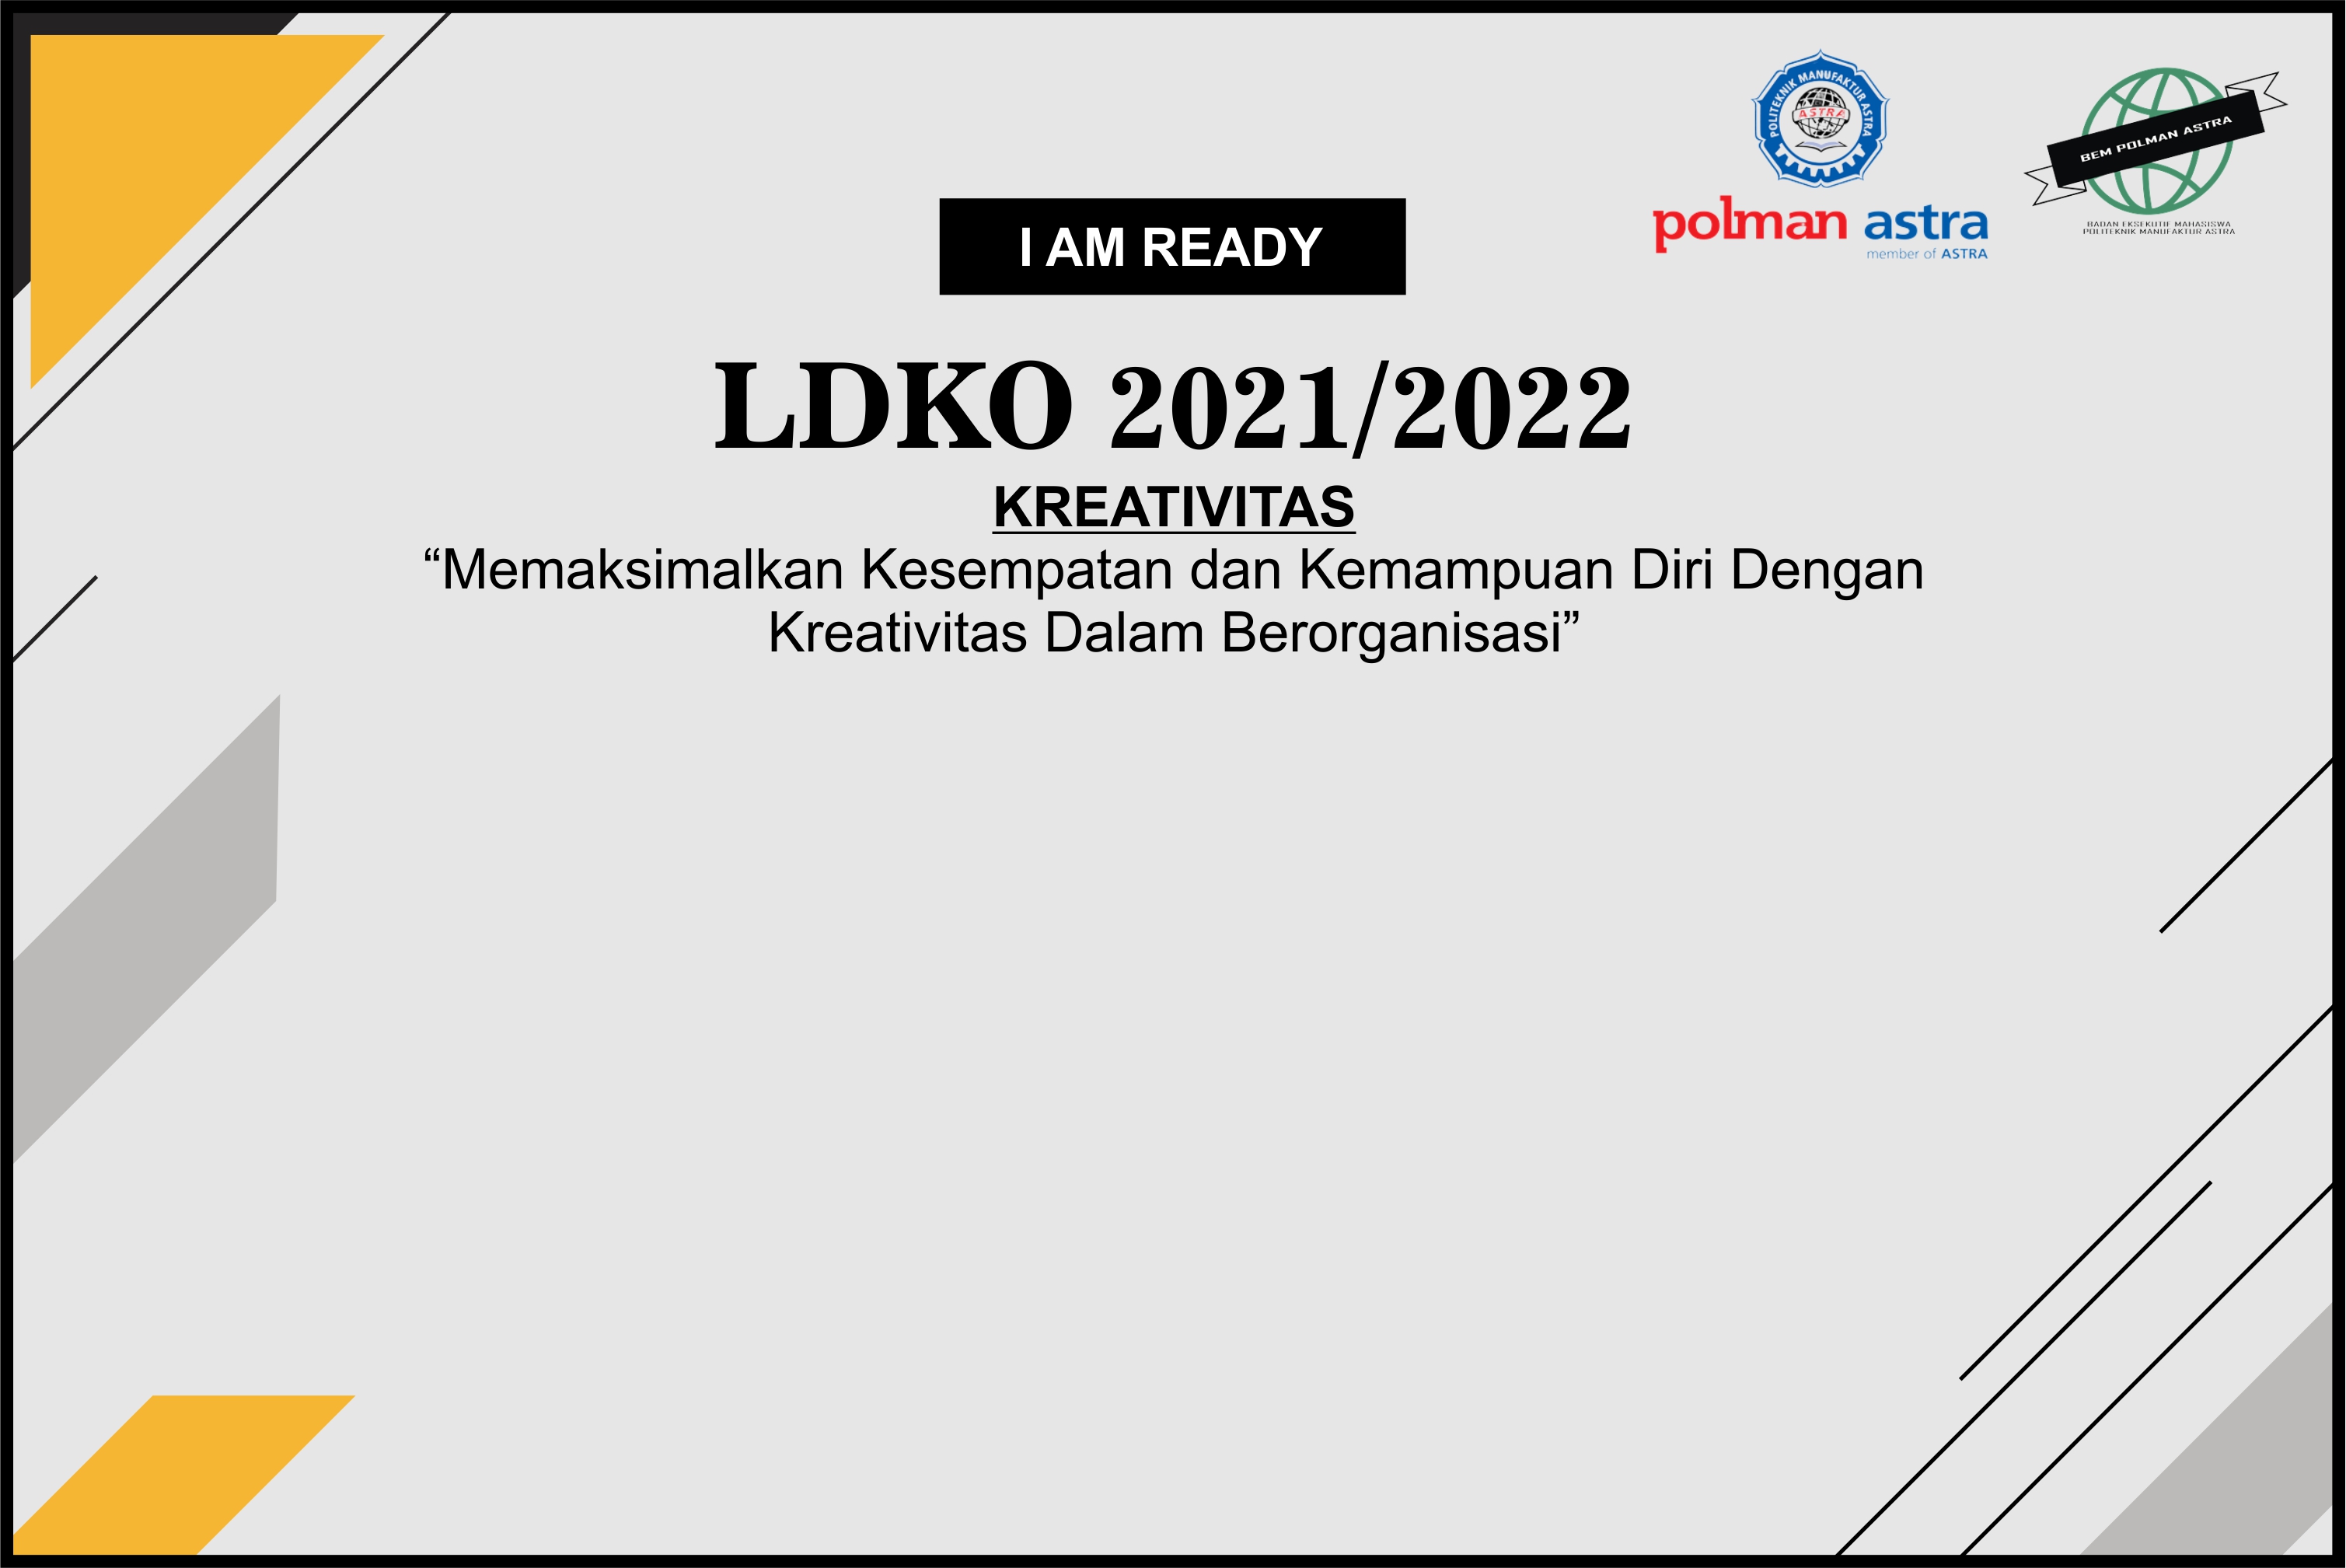 POLITEKNIK MANUFAKTUR ASTRA
ASTRA
polman astra
member of ASTRA
BEM POLMAN ASTRA
BADAN EKSEKUTIF MAHASISWA
POLITEKNIK MANUFAKTUR ASTRA
I AM READY
LDKO 2021/2022
KREATIVITAS
“Memaksimalkan Kesempatan dan Kemampuan Diri Dengan
Kreativitas Dalam Berorganisasi”